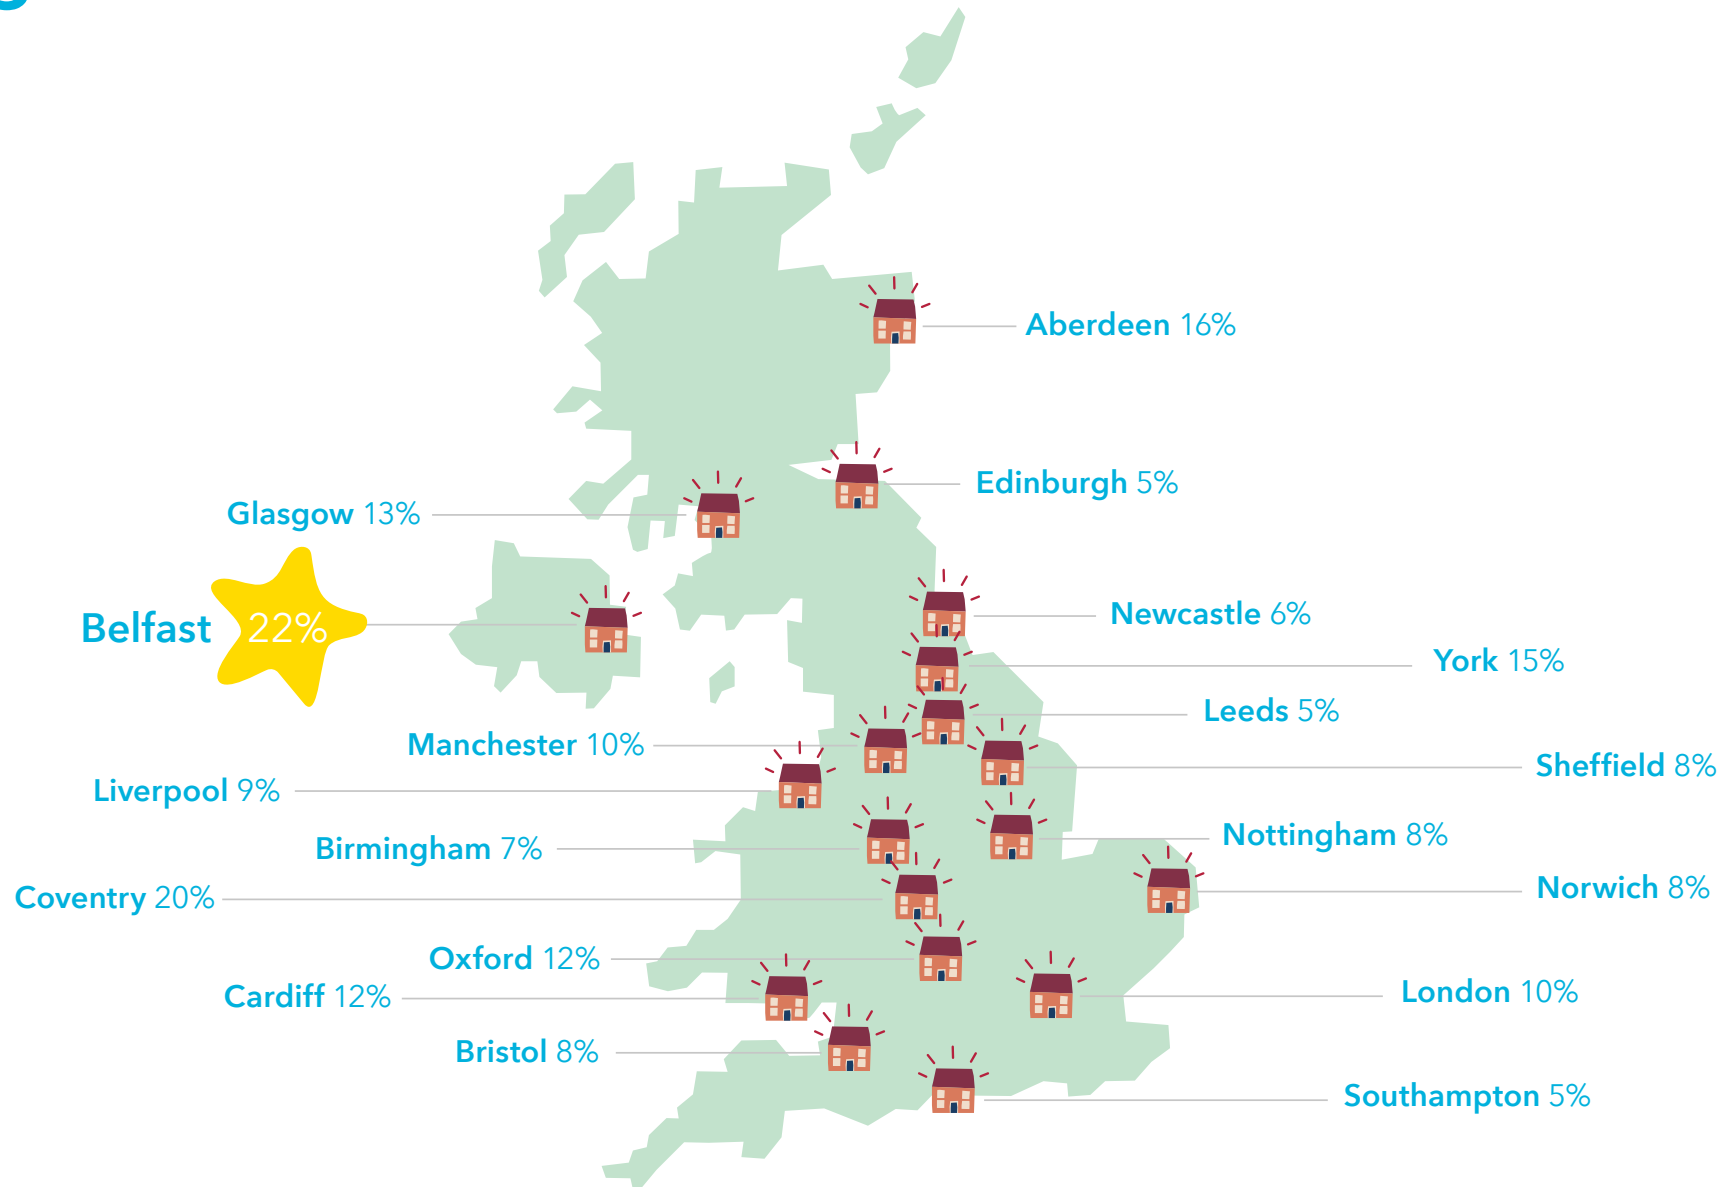 Aberdeen 16%
Edinburgh 5%
Glasgow 13%
Newcastle 6%
Belfast 22%
York 15%
Leeds 5%
Manchester 10%
Sheffield 8%
Liverpool 9%
Nottingham 8%
Birmingham 7%
Norwich 8%
Coventry 20%
Oxford 12%
London 10%
Cardiff 12%
Bristol 8%
Southampton 5%